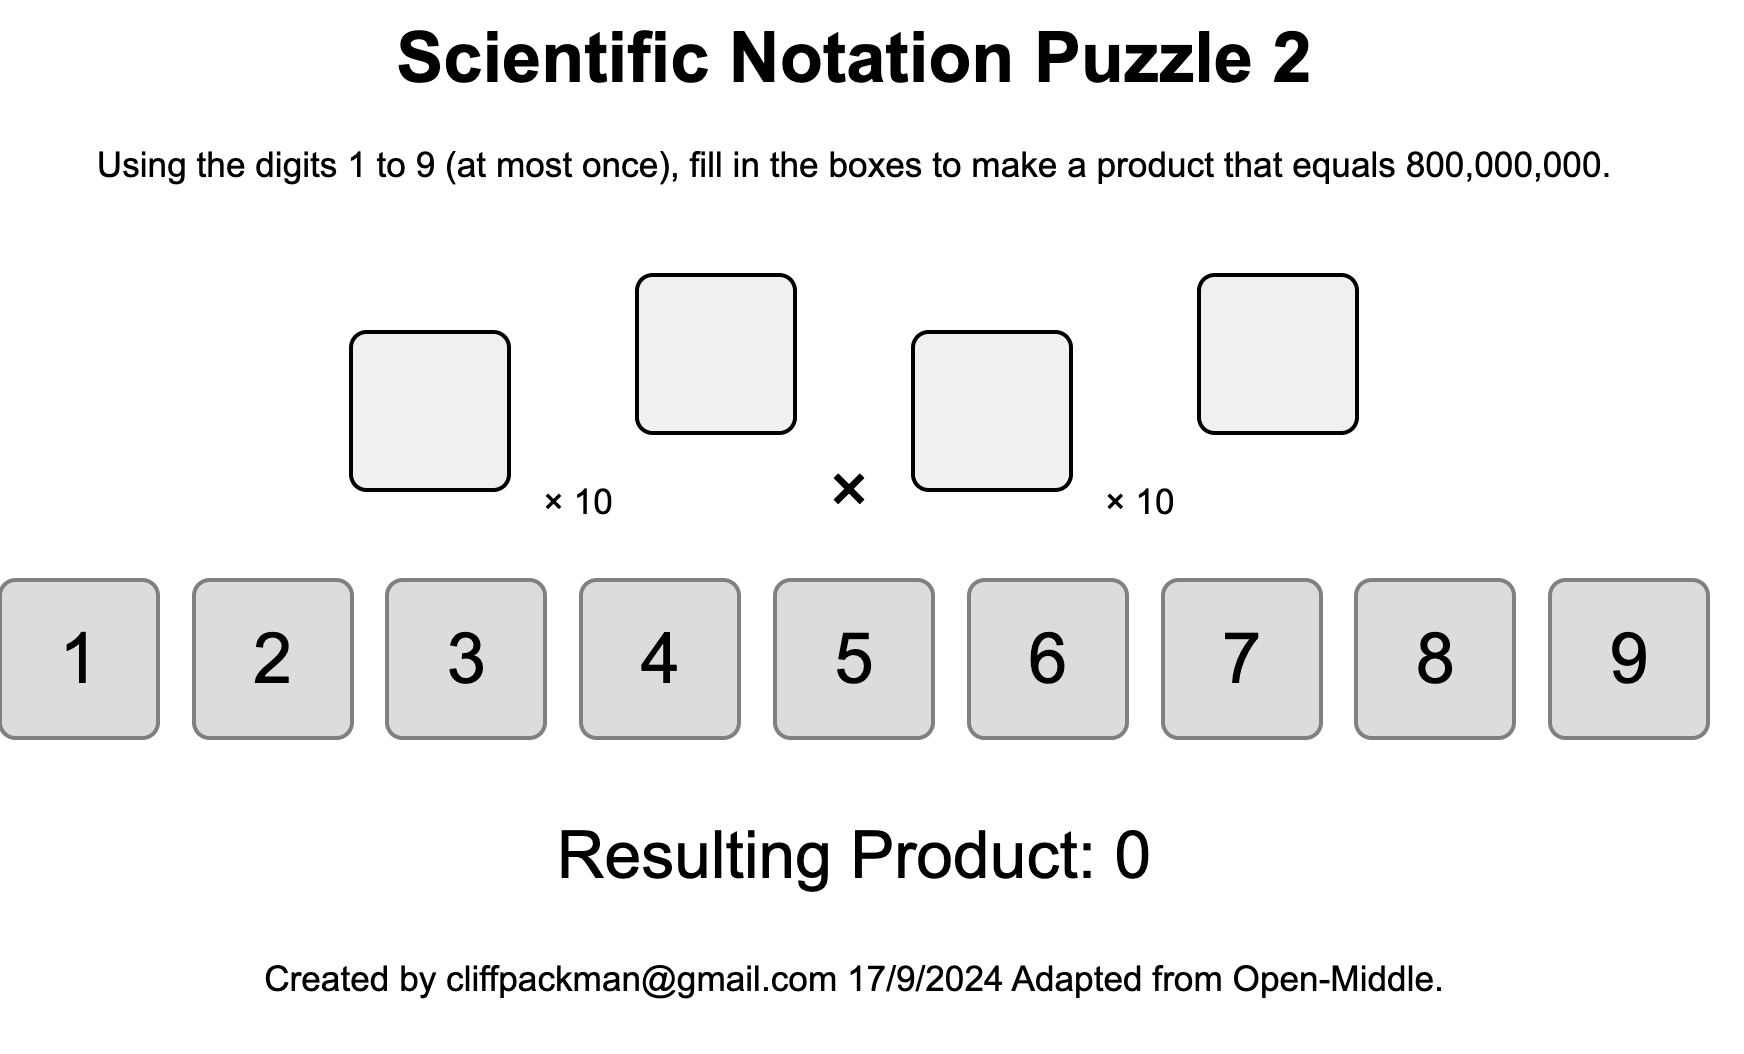 Scientific Notation Puzzle 2
Using the digits 1 to 9 (at most once), fill in the boxes to make a product that equals 800,000,000.
× 10 × × 10
1 2 3 4 5 6 7 8 9
Resulting Product: 0
Created by cliffpackman@gmail.com 17/9/2024 Adapted from Open-Middle.